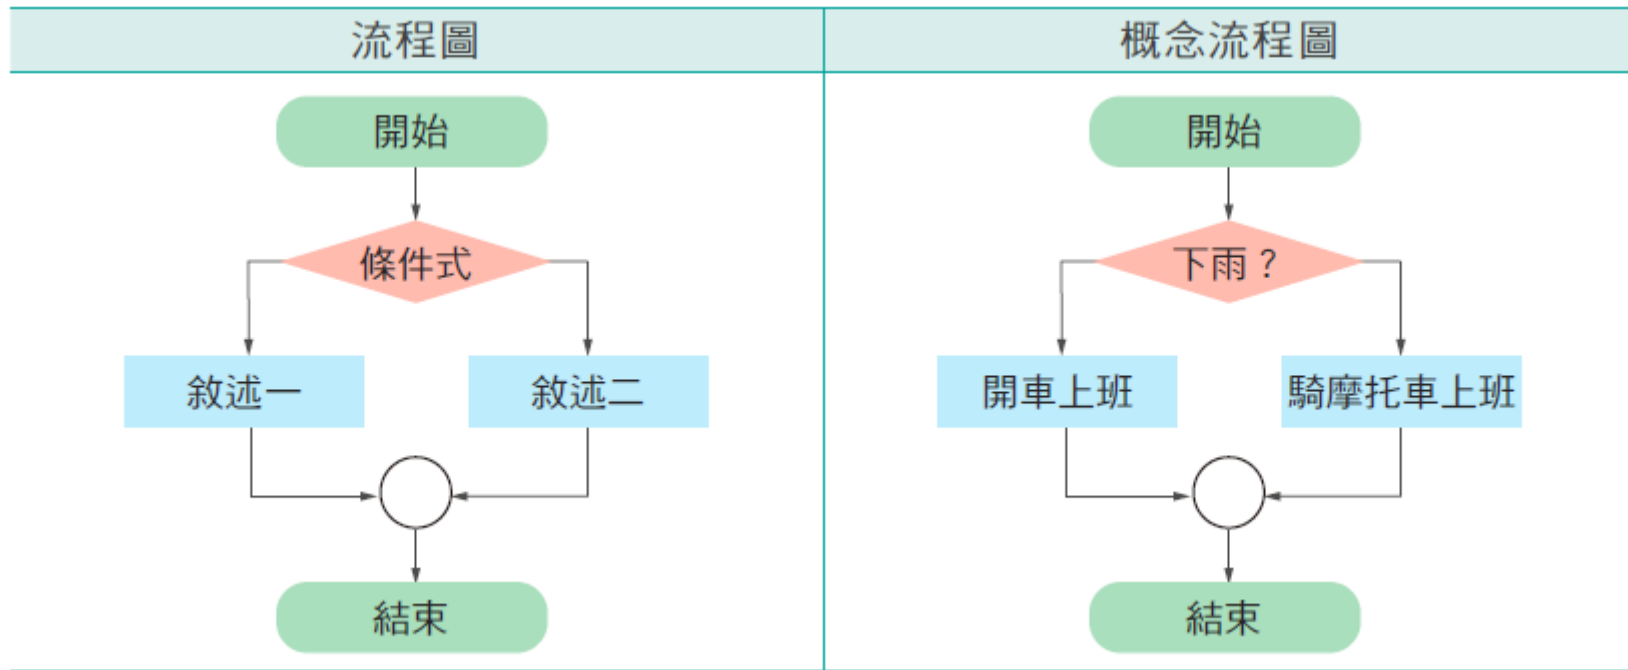 流程圖
概念流程圖
開始
條件式
敘述一
敘述二
結束
開始
下雨？
開車上班
騎摩托車上班
結束